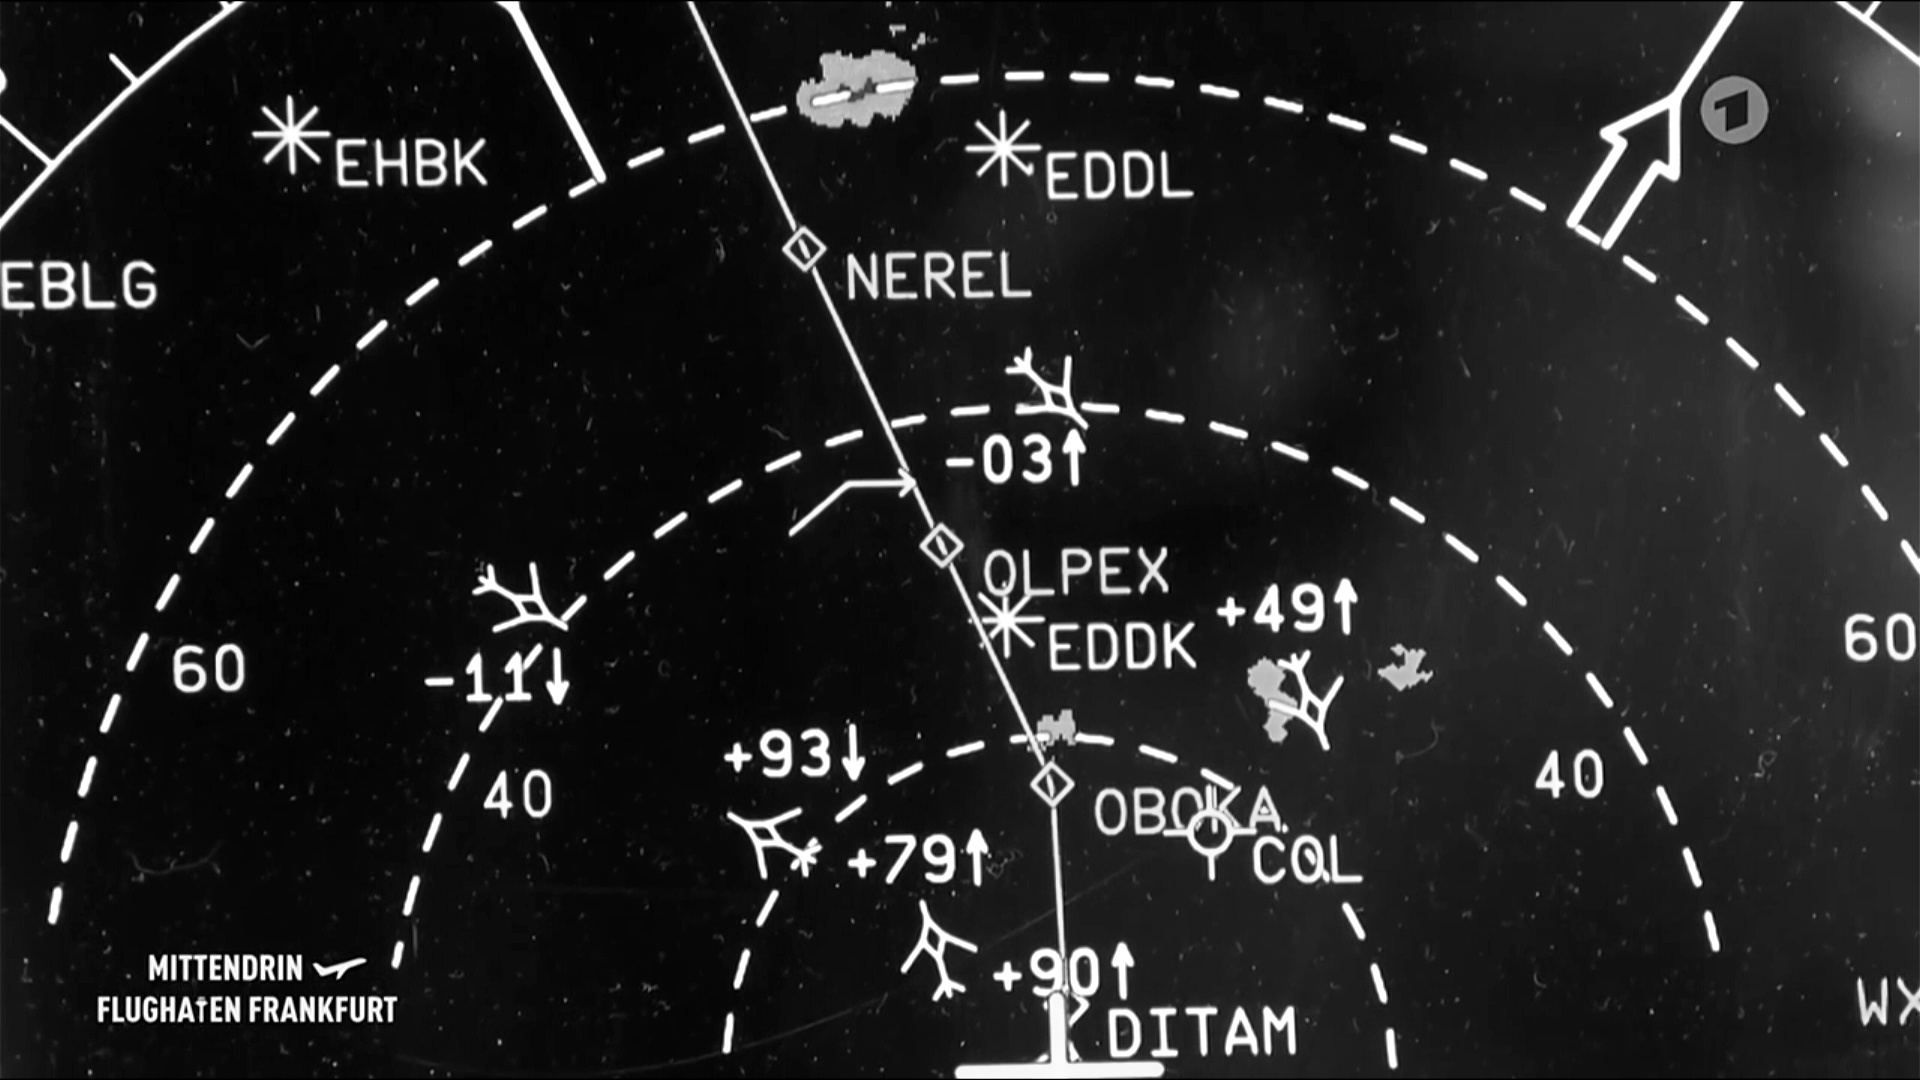 EHBK
EDDL
EBLG
NEREL
-03↑
OLPEX
+49↑
EDDK
60
60
-11↓
+93↓
40
40
OBOKA
COL
+79↑
+90↑
DITAM
WX
MITTENDRIN
FLUGHAFEN FRANKFURT
1